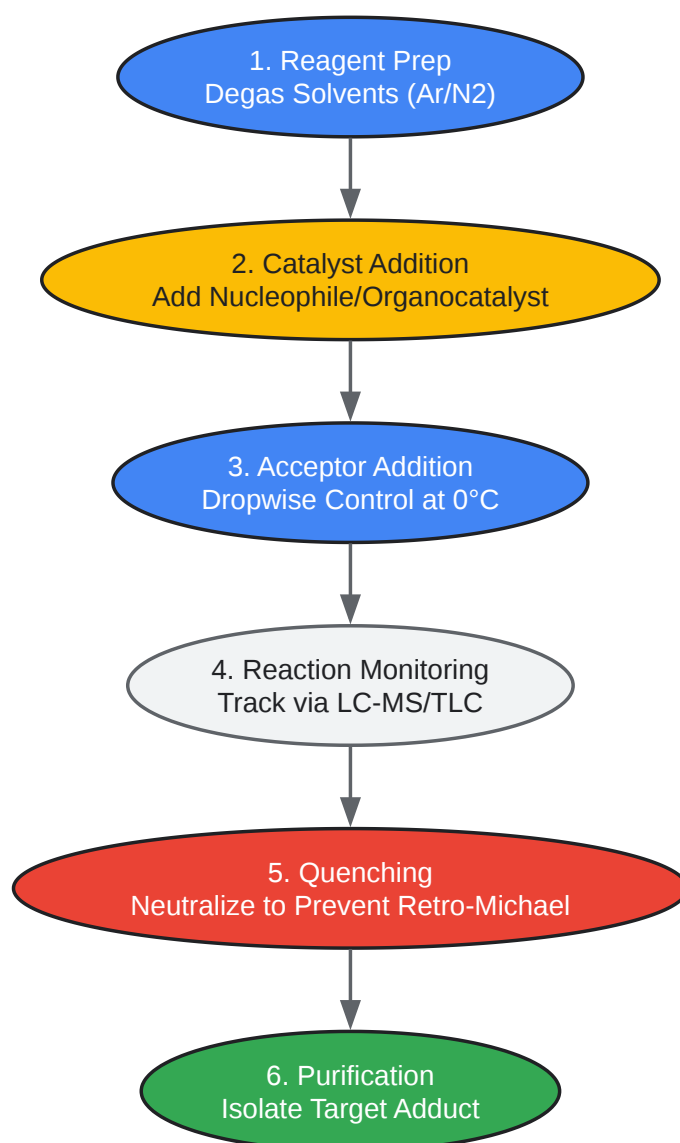 1. Reagent Prep
Degas Solvents (Ar/N2)
2. Catalyst Addition
Add Nucleophile/Organocatalyst
3. Acceptor Addition
Dropwise Control at 0°C
4. Reaction Monitoring
Track via LC-MS/TLC
5. Quenching
Neutralize to Prevent Retro-Michael
6. Purification
Isolate Target Adduct